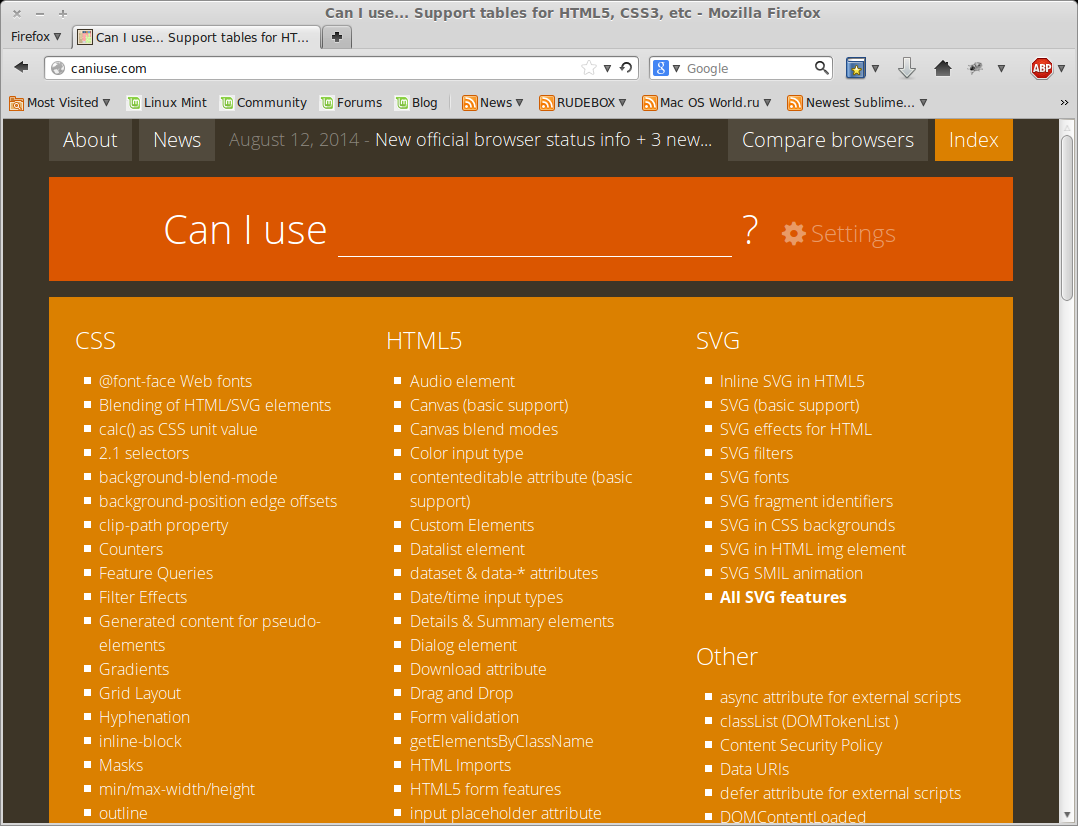 Can I use... Support tables for HTML5, CSS3, etc - Mozilla Firefox
Firefox
Can I use... Support tables for HT...
caniuse.com
Google
ABP
Most Visited
Linux Mint
Community
Forums
Blog
News
RUDEBOX
Mac OS World.ru
Newest Sublime...
About
News
August 12, 2014 - New official browser status info + 3 new...
Compare browsers
Index
Can I use ?
Settings
CSS
@font-face Web fonts
Blending of HTML/SVG elements
calc() as CSS unit value
2.1 selectors
background-blend-mode
background-position edge offsets
clip-path property
Counters
Feature Queries
Filter Effects
Generated content for pseudo-
elements
Gradients
Grid Layout
Hyphenation
inline-block
Masks
min/max-width/height
outline
HTML5
Audio element
Canvas (basic support)
Canvas blend modes
Color input type
contenteditable attribute (basic
support)
Custom Elements
Datalist element
dataset & data-* attributes
Date/time input types
Details & Summary elements
Dialog element
Download attribute
Drag and Drop
Form validation
getElementsByClassName
HTML Imports
HTML5 form features
input placeholder attribute
SVG
Inline SVG in HTML5
SVG (basic support)
SVG effects for HTML
SVG filters
SVG fonts
SVG fragment identifiers
SVG in CSS backgrounds
SVG in HTML img element
SVG SMIL animation
All SVG features
Other
async attribute for external scripts
classList (DOMTokenList )
Content Security Policy
Data URIs
defer attribute for external scripts
DOMContentLoaded